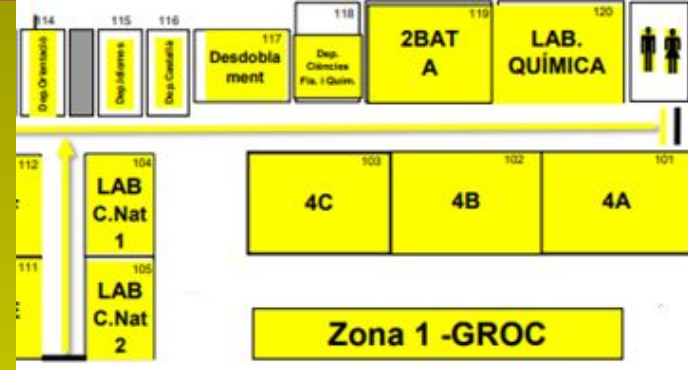 114
115
116
117
118
119
120
Dep.Orientació
Dep.Idiomes
Dep.Castellà
Desdobla
ment
Dep.
Ciències
Fis. i Quim.
2BAT
A
LAB.
QUÍMICA
112
104
LAB
C.Nat
1
103
4C
102
4B
101
4A
111
105
LAB
C.Nat
2
Zona 1 -GROC